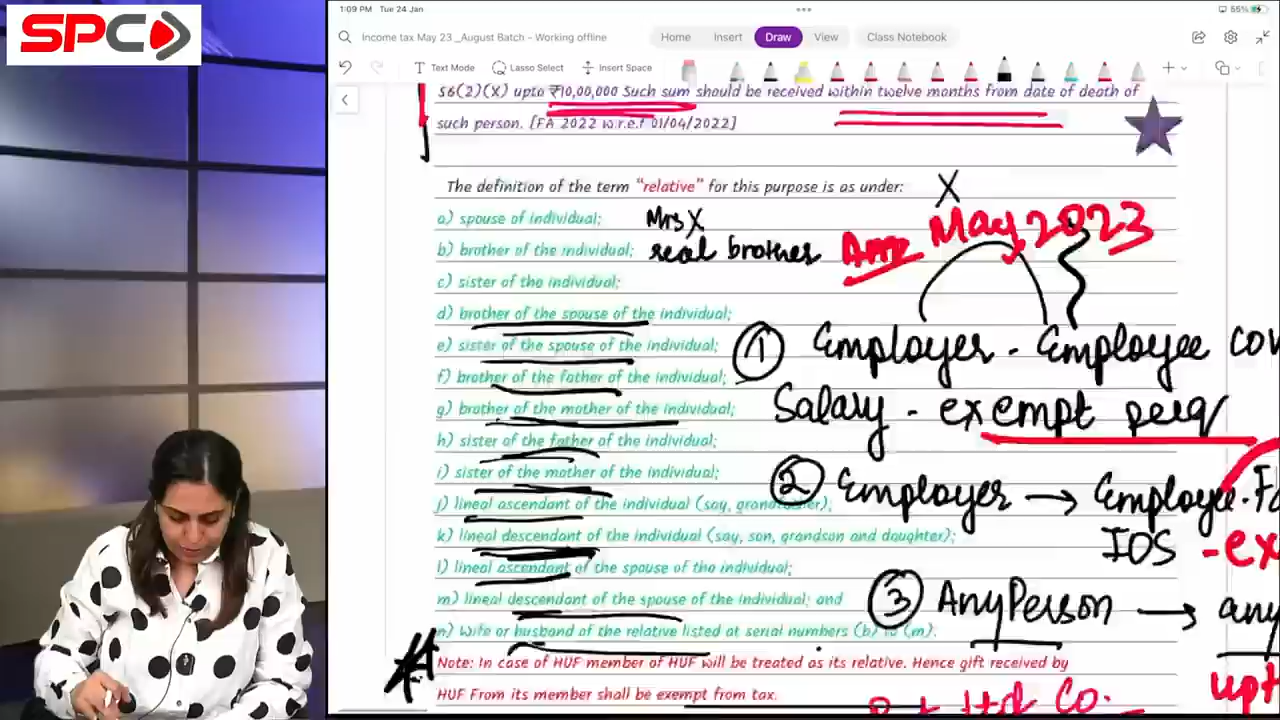 SPC
1:09 PM Tue 24 Jan
55%
Income tax May 23 _August Batch – Working offline
Home Insert Draw View Class Notebook
Text Mode Lasso Select Insert Space
56(2)(X) upto ₹10,00,000 Such sum should be received within twelve months from date of death of
such person. [FA 2022 w.r.e.f 01/04/2022]
The definition of the term "relative" for this purpose is as under:
X
a) spouse of individual; Mrs X
May 2023
b) brother of the individual; real brother
c) sister of the individual;
d) brother of the spouse of the individual;
e) sister of the spouse of the individual;
① Employer - Employee cov
f) brother of the father of the individual;
g) brother of the mother of the individual;
Salary - exempt perq
h) sister of the father of the individual;
i) sister of the mother of the individual;
② Employer → Employee. Fa
j) lineal ascendant of the individual (say, grandfather);
k) lineal descendant of the individual (say, son, grandson and daughter);
IOS - ex
l) lineal ascendant of the spouse of the individual;
m) lineal descendant of the spouse of the individual; and
③ Any Person → any
n) Wife or husband of the relative listed at serial numbers (b) to (m).
Note: In case of HUF member of HUF will be treated as its relative. Hence gift received by
HUF From its member shall be exempt from tax.
upt
Ltd Co.